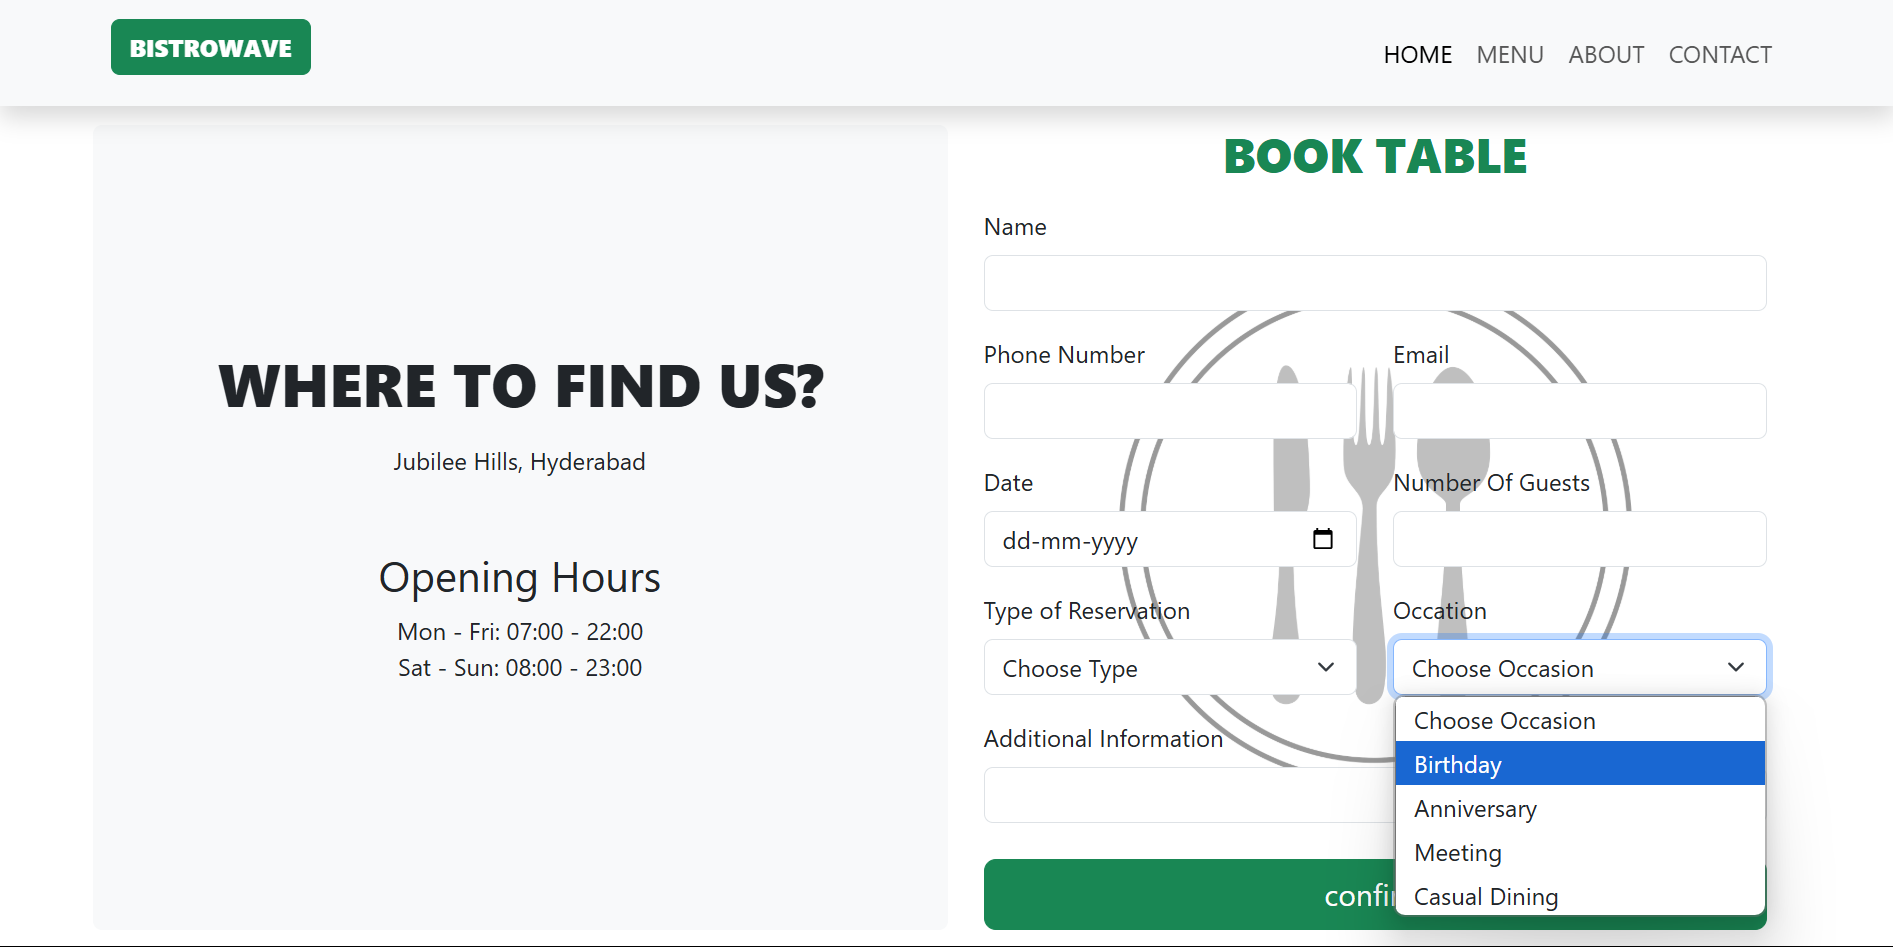 BISTROWAVE
HOME MENU ABOUT CONTACT
WHERE TO FIND US?
Jubilee Hills, Hyderabad
Opening Hours
Mon - Fri: 07:00 - 22:00
Sat - Sun: 08:00 - 23:00
BOOK TABLE
Name
Phone Number Email
Date Number Of Guests
dd-mm-yyyy
Type of Reservation Occation
Choose Type Choose Occasion
Choose Occasion
Birthday
Anniversary
Meeting
Casual Dining
Additional Information